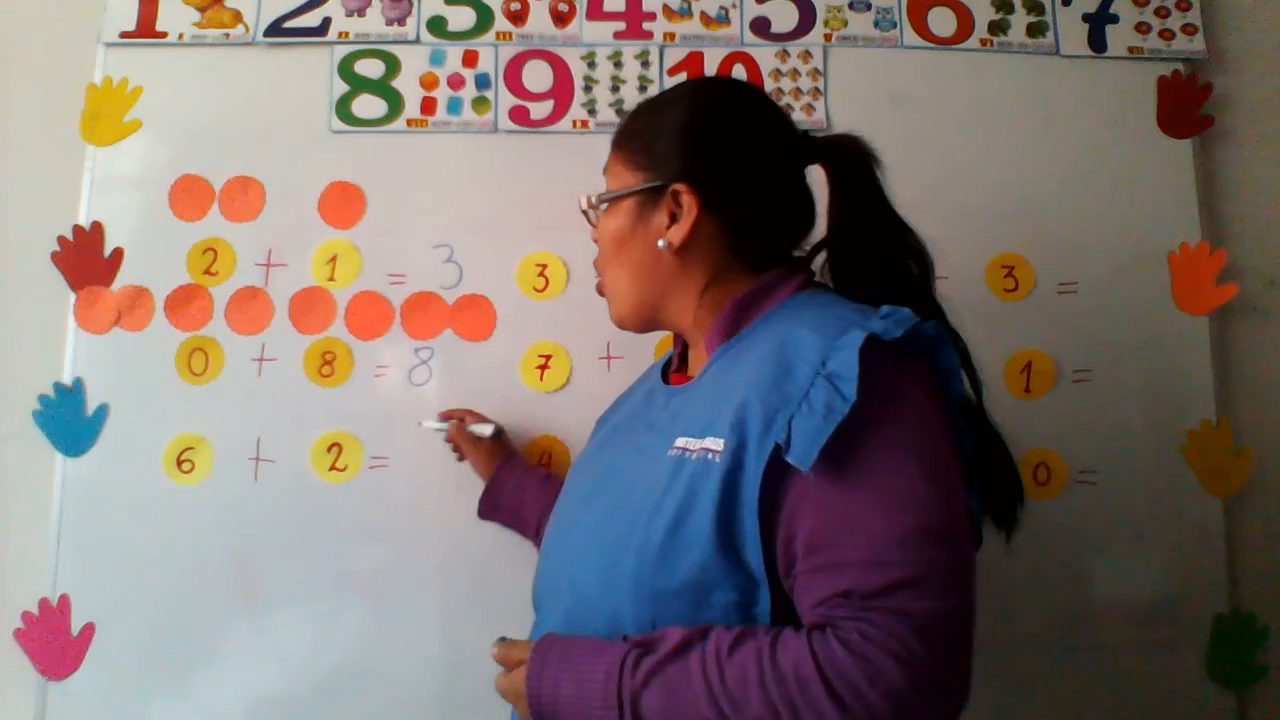 1 2 3 4 5 6 7
8 9 10
2 + 1 = 3
3
3 =
0 + 8 = 8
7 +
1 =
6 + 2 =
4
0 =